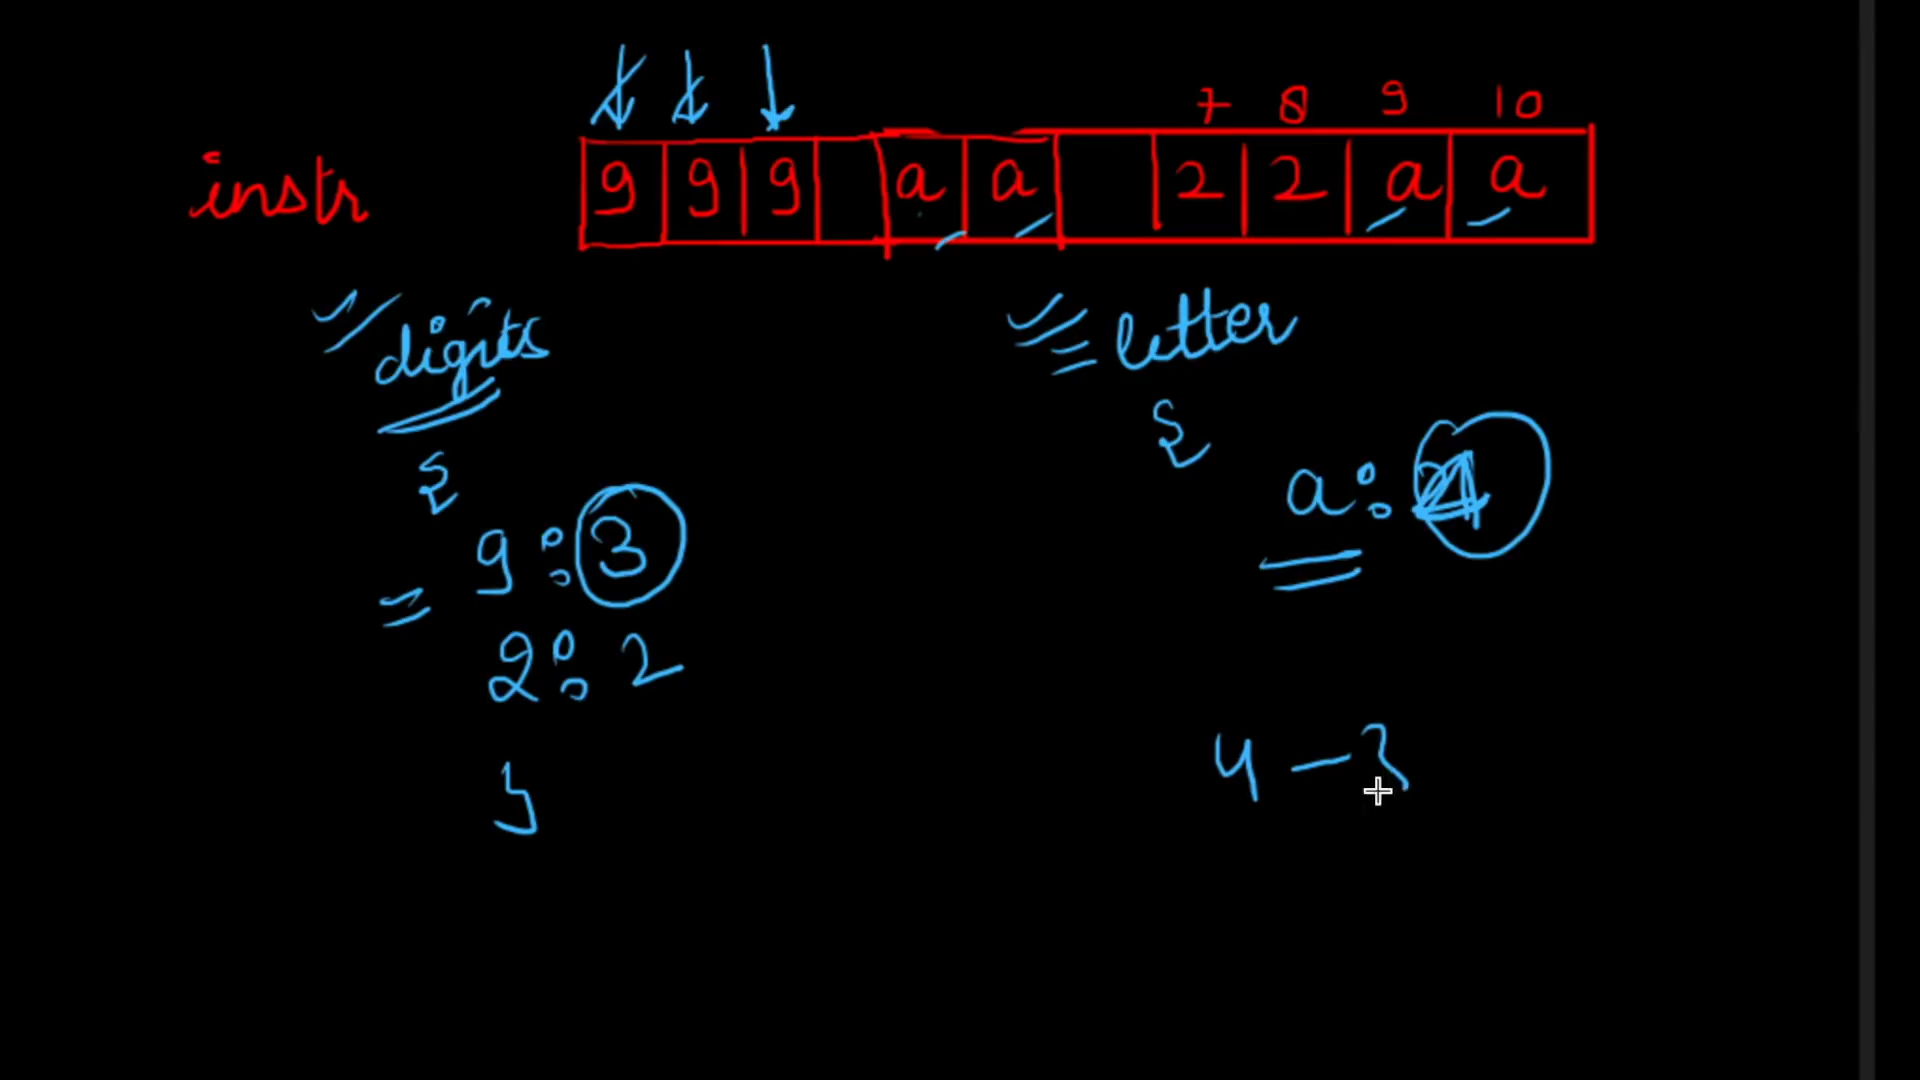 7 8 9 10
instr 9 9 9 a a 2 2 a a
digits letter
{ {
9:3 a:4
2:2
}
4-3